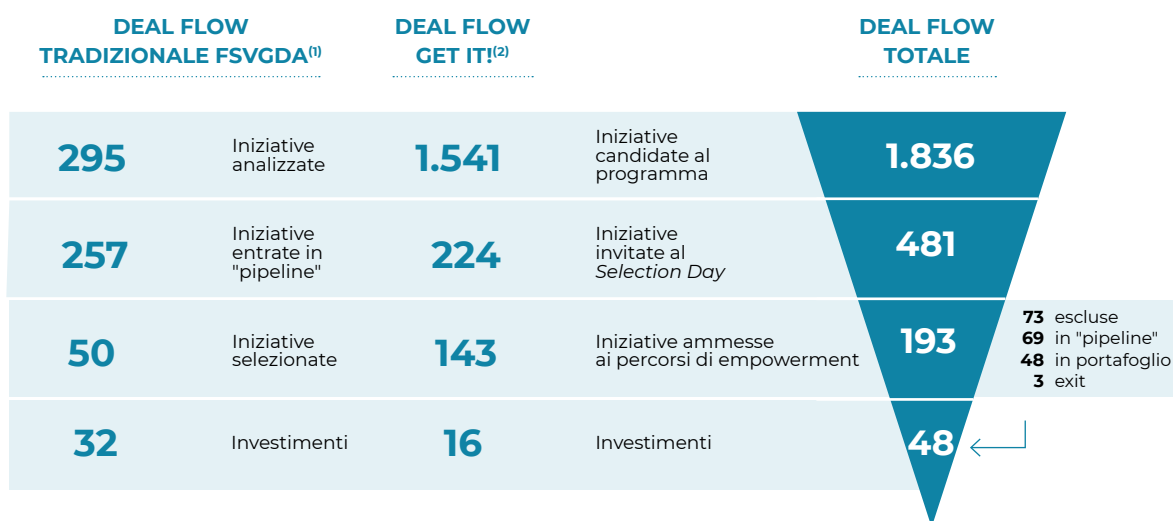 DEAL FLOW
TRADIZIONALE FSVGDA(1)
DEAL FLOW
GET IT!(2)
DEAL FLOW
TOTALE
295
Iniziative
analizzate
1.541
Iniziative
candidate al
programma
1.836
257
Iniziative
entrate in
"pipeline"
224
Iniziative
invitate al
Selection Day
481
50
Iniziative
selezionate
143
Iniziative ammesse
ai percorsi di empowerment
193
73 escluse
69 in "pipeline"
48 in portafoglio
3 exit
32
Investimenti
16
Investimenti
48